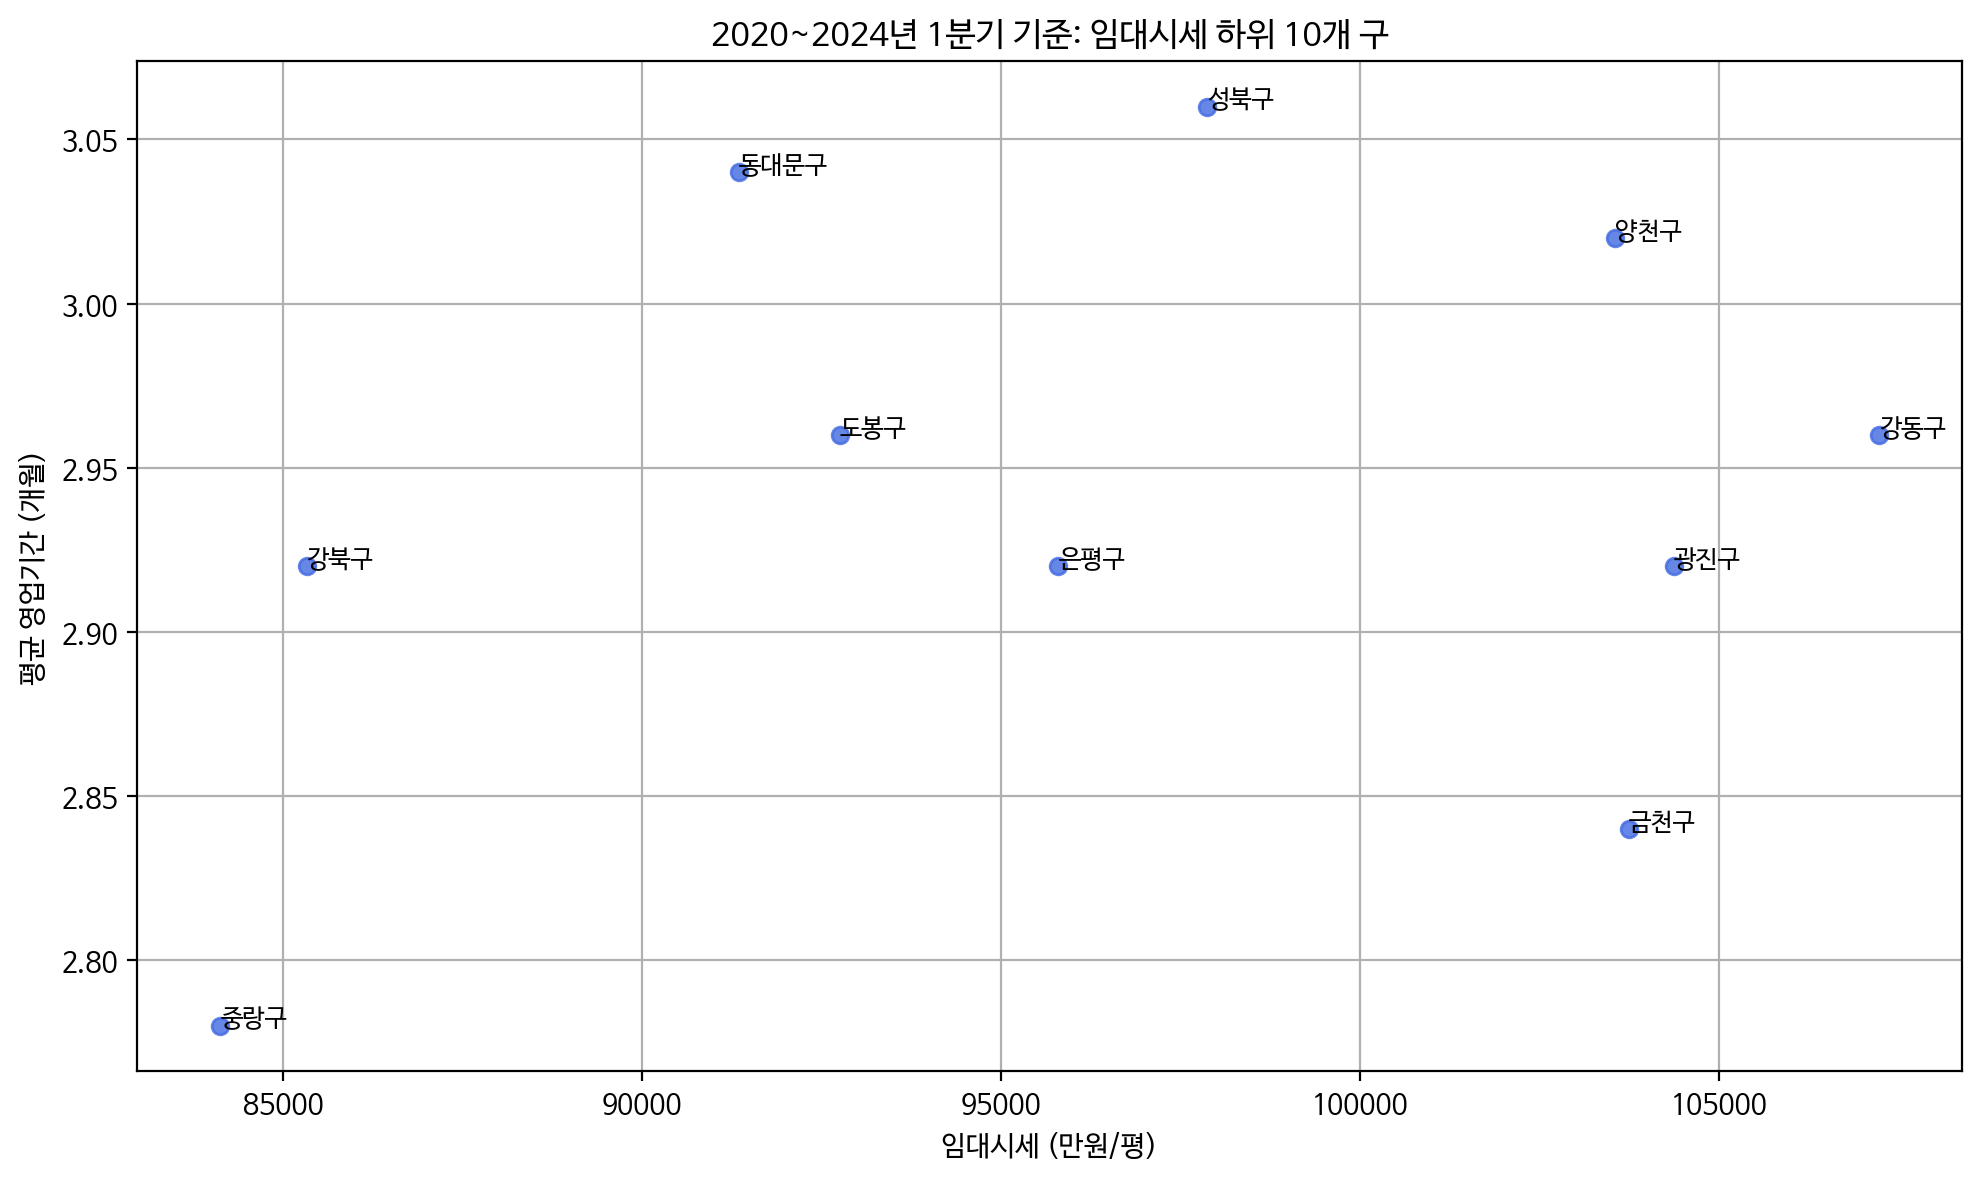 2020~2024년 1분기 기준: 임대시세 하위 10개 구
평균 영업기간 (개월)
3.05
3.00
2.95
2.90
2.85
2.80
성북구
동대문구
양천구
도봉구
강동구
강북구
은평구
광진구
금천구
중랑구
85000
90000
95000
100000
105000
임대시세 (만원/평)